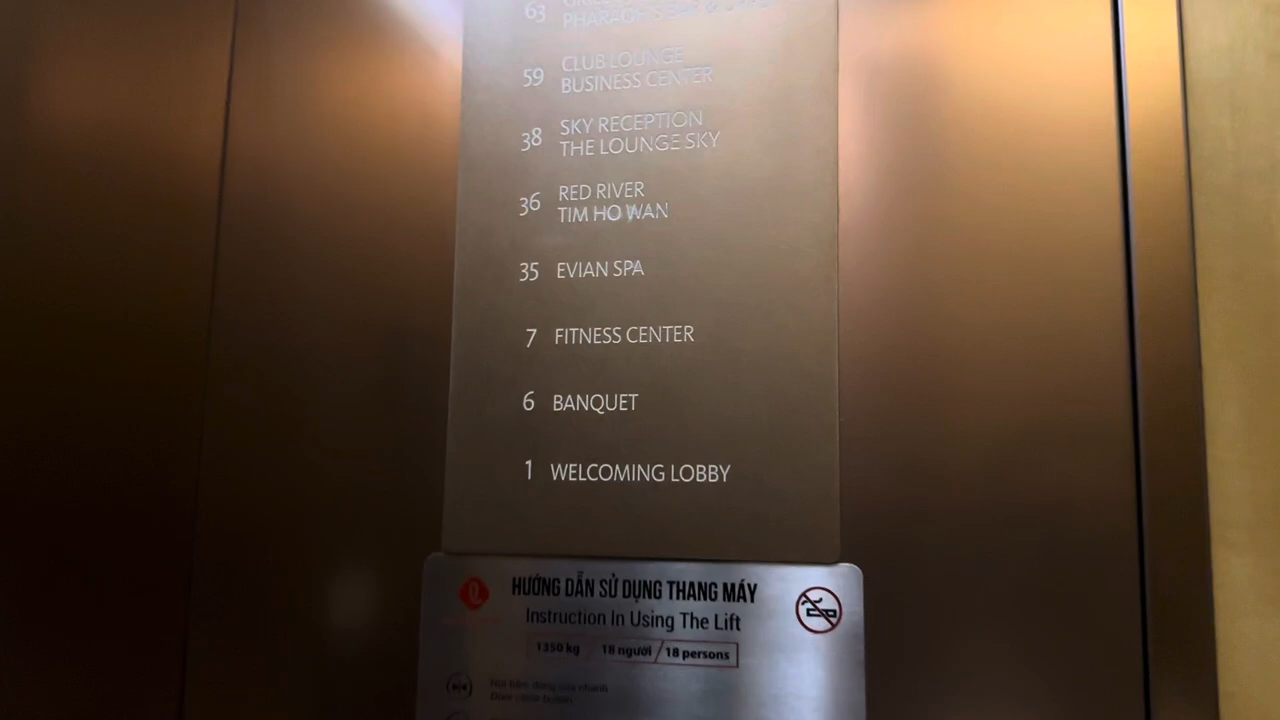 63
59 CLUB LOUNGE
BUSINESS CENTER
38 SKY RECEPTION
THE LOUNGE SKY
36 RED RIVER
TIM HO WAN
35 EVIAN SPA
7 FITNESS CENTER
6 BANQUET
1 WELCOMING LOBBY
HƯỚNG DẪN SỬ DỤNG THANG MÁY
Instruction In Using The Lift
1350 kg / 18 người / 18 persons